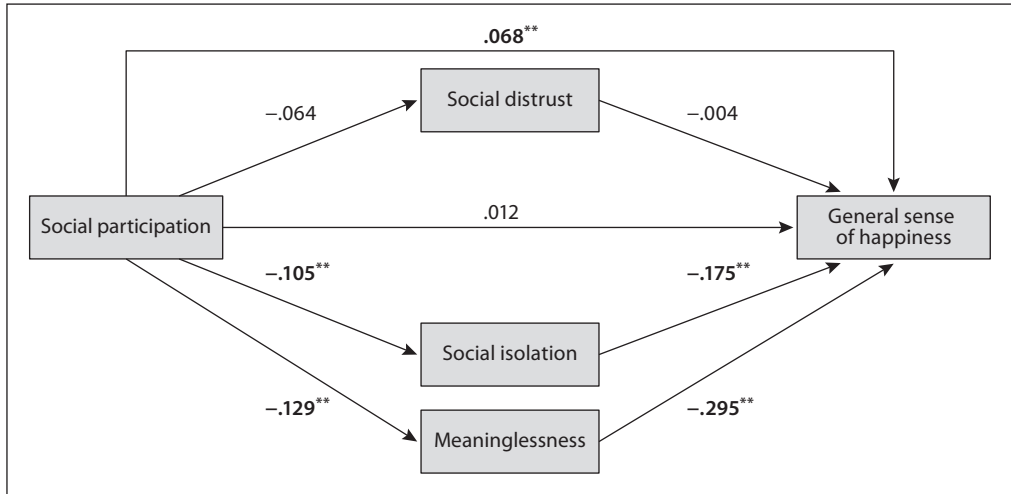 .068**
Social distrust
−.064
−.004
Social participation
.012
General sense
of happiness
−.105**
−.175**
Social isolation
−.129**
−.295**
Meaninglessness